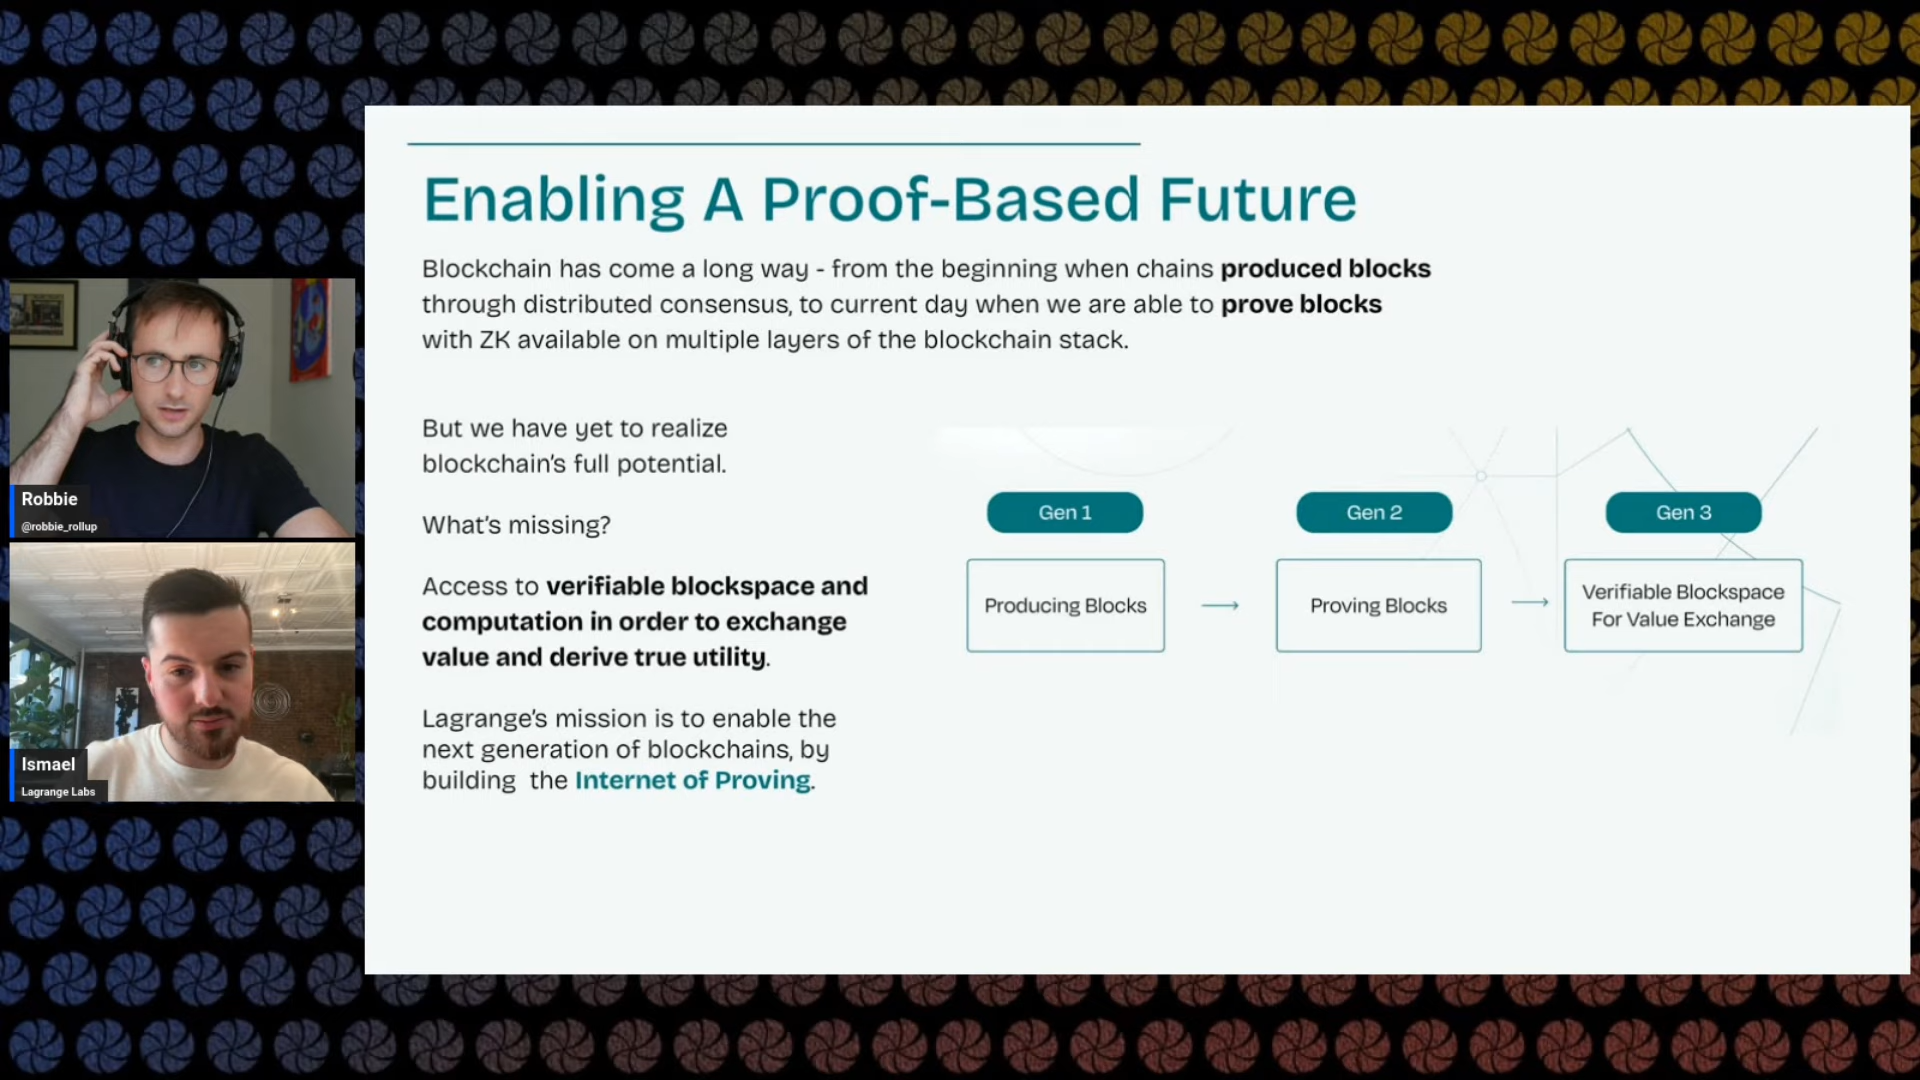 Enabling A Proof-Based Future
Blockchain has come a long way - from the beginning when chains produced blocks
through distributed consensus, to current day when we are able to prove blocks
with ZK available on multiple layers of the blockchain stack.
But we have yet to realize
blockchain's full potential.
What's missing?
Access to verifiable blockspace and
computation in order to exchange
value and derive true utility.
Lagrange's mission is to enable the
next generation of blockchains, by
building the Internet of Proving.
Gen 1
Producing Blocks
Gen 2
Proving Blocks
Gen 3
Verifiable Blockspace
For Value Exchange
Robbie
@robbie_rollup
Ismael
Lagrange Labs